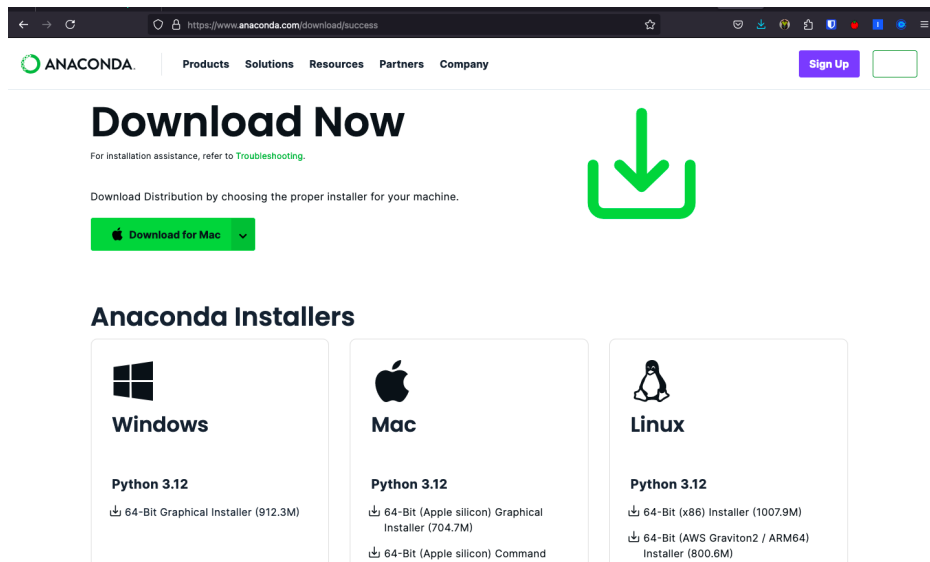 https://www.anaconda.com/download/success
ANACONDA.
Products Solutions Resources Partners Company
Sign Up
Download Now
For installation assistance, refer to Troubleshooting.
Download Distribution by choosing the proper installer for your machine.
Download for Mac
Anaconda Installers
Windows
Python 3.12
64-Bit Graphical Installer (912.3M)
Mac
Python 3.12
64-Bit (Apple silicon) Graphical
Installer (704.7M)
64-Bit (Apple silicon) Command
Linux
Python 3.12
64-Bit (x86) Installer (1007.9M)
64-Bit (AWS Graviton2 / ARM64)
Installer (800.6M)